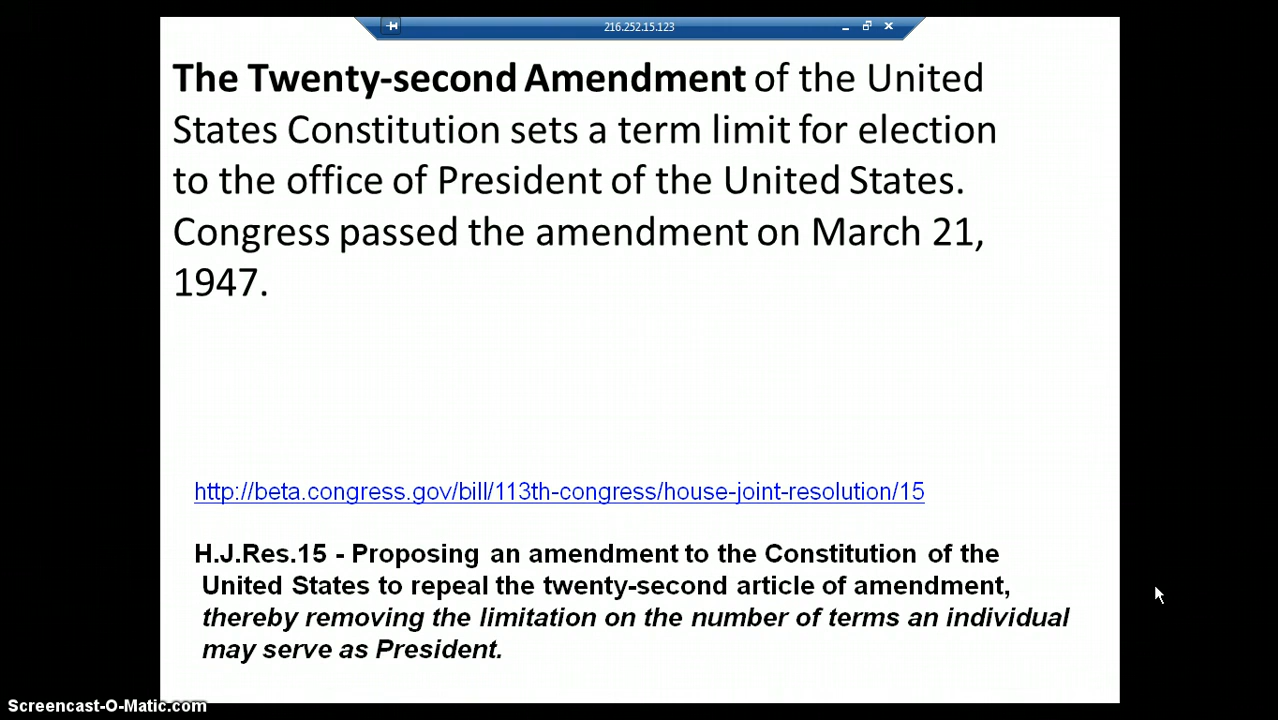 216.252.15.123
The Twenty-second Amendment of the United
States Constitution sets a term limit for election
to the office of President of the United States.
Congress passed the amendment on March 21,
1947.
http://beta.congress.gov/bill/113th-congress/house-joint-resolution/15
H.J.Res.15 - Proposing an amendment to the Constitution of the
United States to repeal the twenty-second article of amendment,
thereby removing the limitation on the number of terms an individual
may serve as President.
Screencast-O-Matic.com